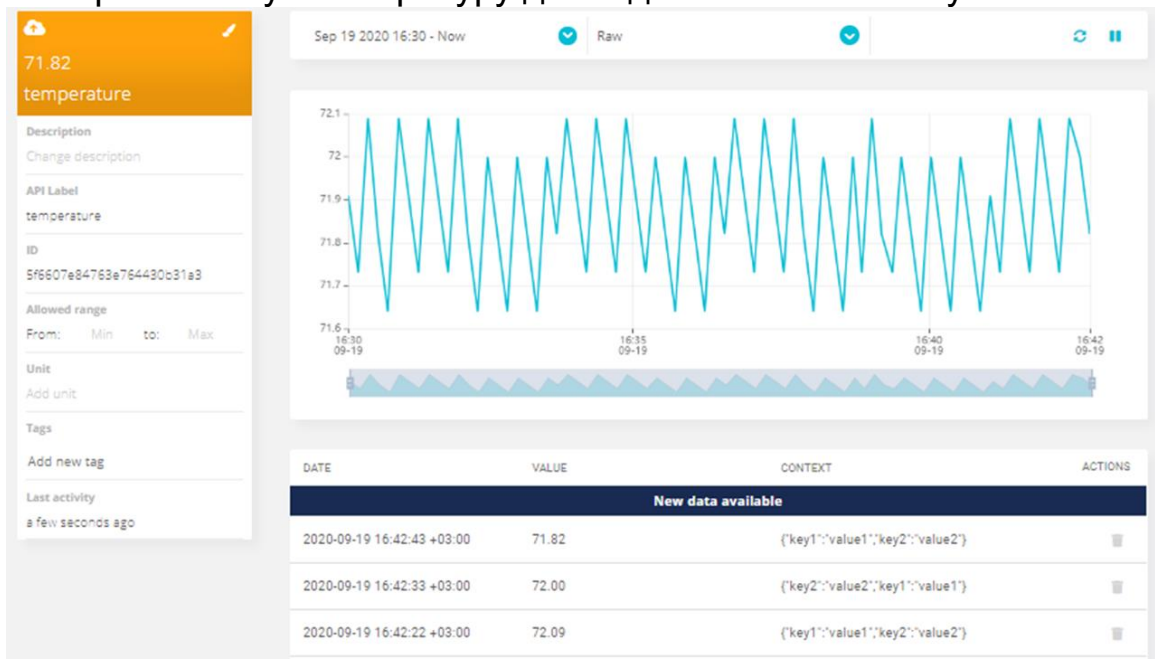 71.82
temperature
Description
Change description
API Label
temperature
ID
5f6607e84763e764430b31a3
Allowed range
From: Min to: Max
Unit
Add unit
Tags
Add new tag
Last activity
a few seconds ago
Sep 19 2020 16:30 - Now Raw
72.1
72
71.9
71.8
71.7
71.6
16:30 16:35 16:40 16:42
09-19 09-19 09-19 09-19
DATE VALUE CONTEXT ACTIONS
New data available
2020-09-19 16:42:43 +03:00 71.82 {"key1":"value1","key2":"value2"}
2020-09-19 16:42:33 +03:00 72.00 {"key2":"value2","key1":"value1"}
2020-09-19 16:42:22 +03:00 72.09 {"key1":"value1","key2":"value2"}